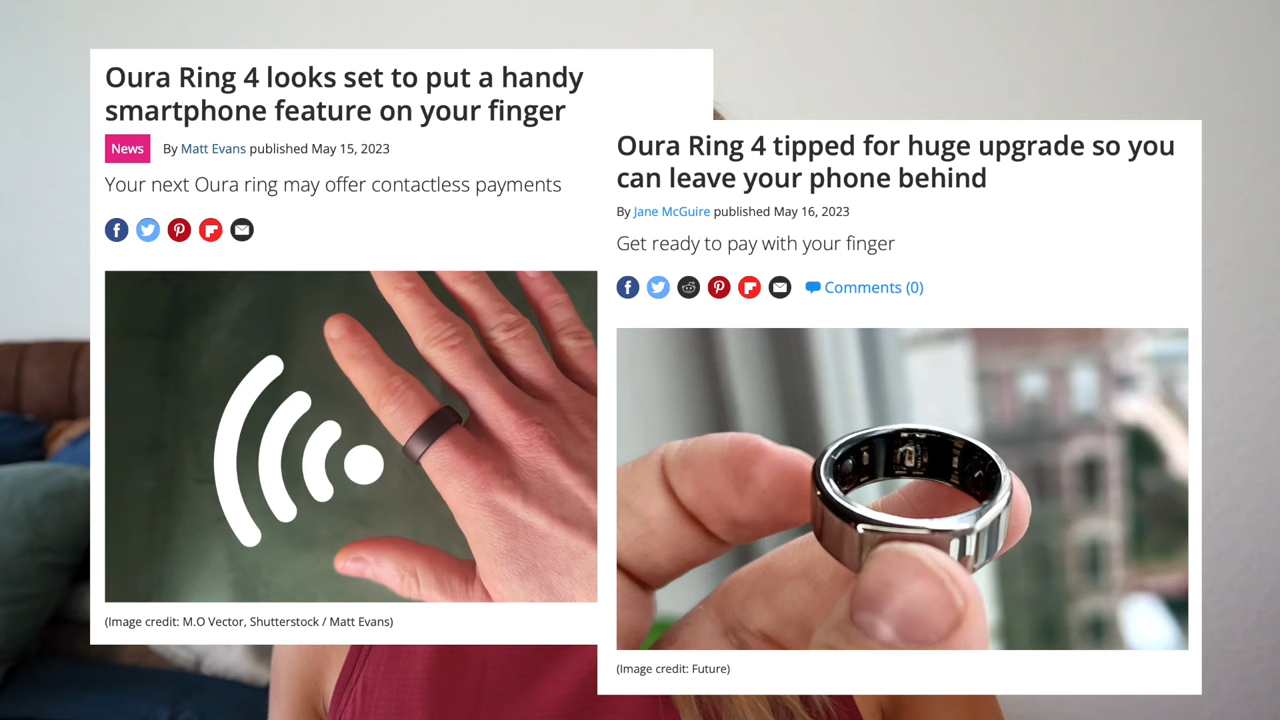 Oura Ring 4 looks set to put a handy
smartphone feature on your finger
News By Matt Evans published May 15, 2023
Your next Oura ring may offer contactless payments
(Image credit: M.O Vector, Shutterstock / Matt Evans)
Oura Ring 4 tipped for huge upgrade so you
can leave your phone behind
By Jane McGuire published May 16, 2023
Get ready to pay with your finger
Comments (0)
(Image credit: Future)